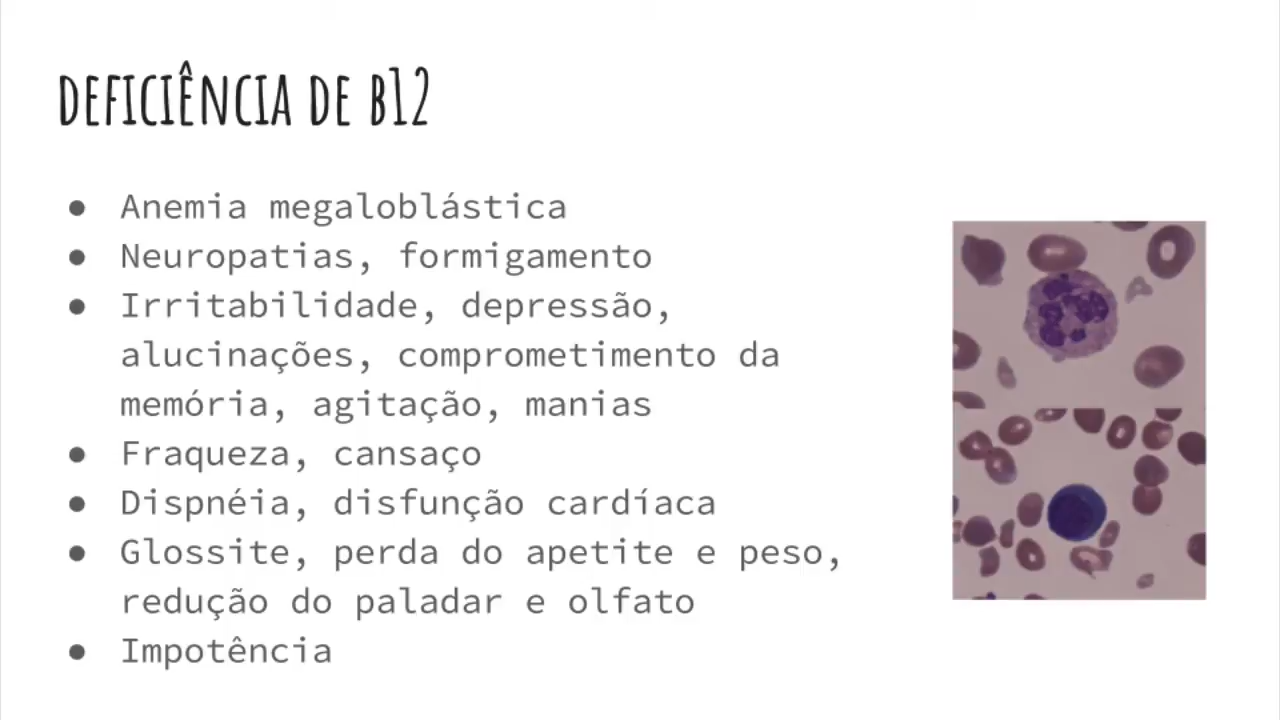 DEFICIÊNCIA DE B12
● Anemia megaloblástica
● Neuropatias, formigamento
● Irritabilidade, depressão,
alucinações, comprometimento da
memória, agitação, manias
● Fraqueza, cansaço
● Dispnéia, disfunção cardíaca
● Glossite, perda do apetite e peso,
redução do paladar e olfato
● Impotência